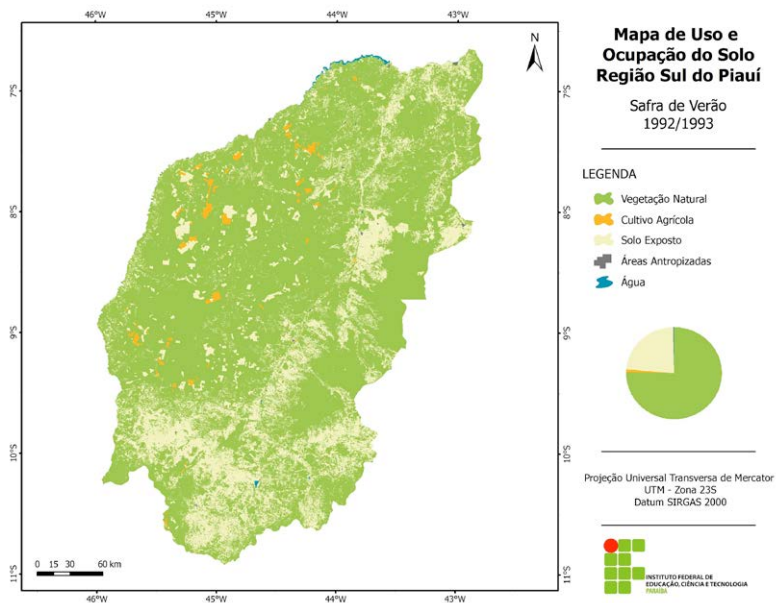 46°W
45°W
44°W
43°W
N
7°S
8°S
9°S
10°S
11°S
7°S
8°S
9°S
10°S
11°S
0 15 30 60 km
46°W
45°W
44°W
43°W
Mapa de Uso e
Ocupação do Solo
Região Sul do Piauí
Safra de Verão
1992/1993
LEGENDA
Vegetação Natural
Cultivo Agrícola
Solo Exposto
Áreas Antropizadas
Água
Projeção Universal Transversa de Mercator
UTM - Zona 23S
Datum SIRGAS 2000
INSTITUTO FEDERAL DE
EDUCAÇÃO, CIÊNCIA E TECNOLOGIA
PARAÍBA